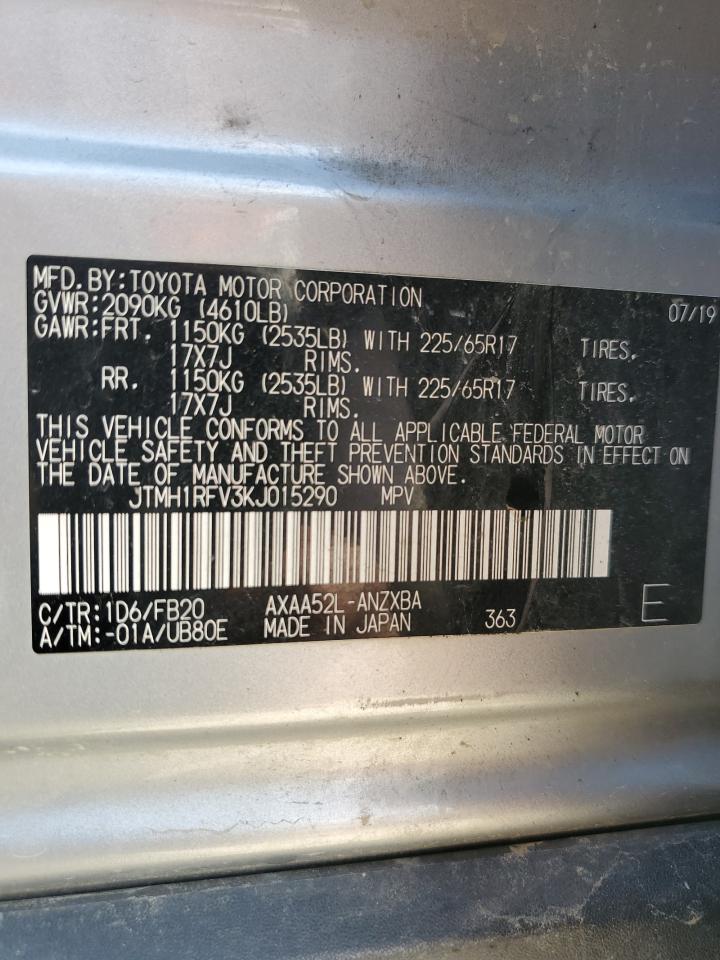 MFD.BY:TOYOTA MOTOR CORPORATION 07/19
GVWR:2090KG (4610LB)
GAWR:FRT. 1150KG (2535LB) WITH 225/65R17 TIRES,
17X7J RIMS.
RR. 1150KG (2535LB) WITH 225/65R17 TIRES,
17X7J RIMS.
THIS VEHICLE CONFORMS TO ALL APPLICABLE FEDERAL MOTOR
VEHICLE SAFETY AND THEFT PREVENTION STANDARDS IN EFFECT ON
THE DATE OF MANUFACTURE SHOWN ABOVE.
JTMH1RFV3KJ015290 MPV
C/TR:1D6/FB20 AXAA52L-ANZXBA
A/TM:-01A/UB80E MADE IN JAPAN 363 E